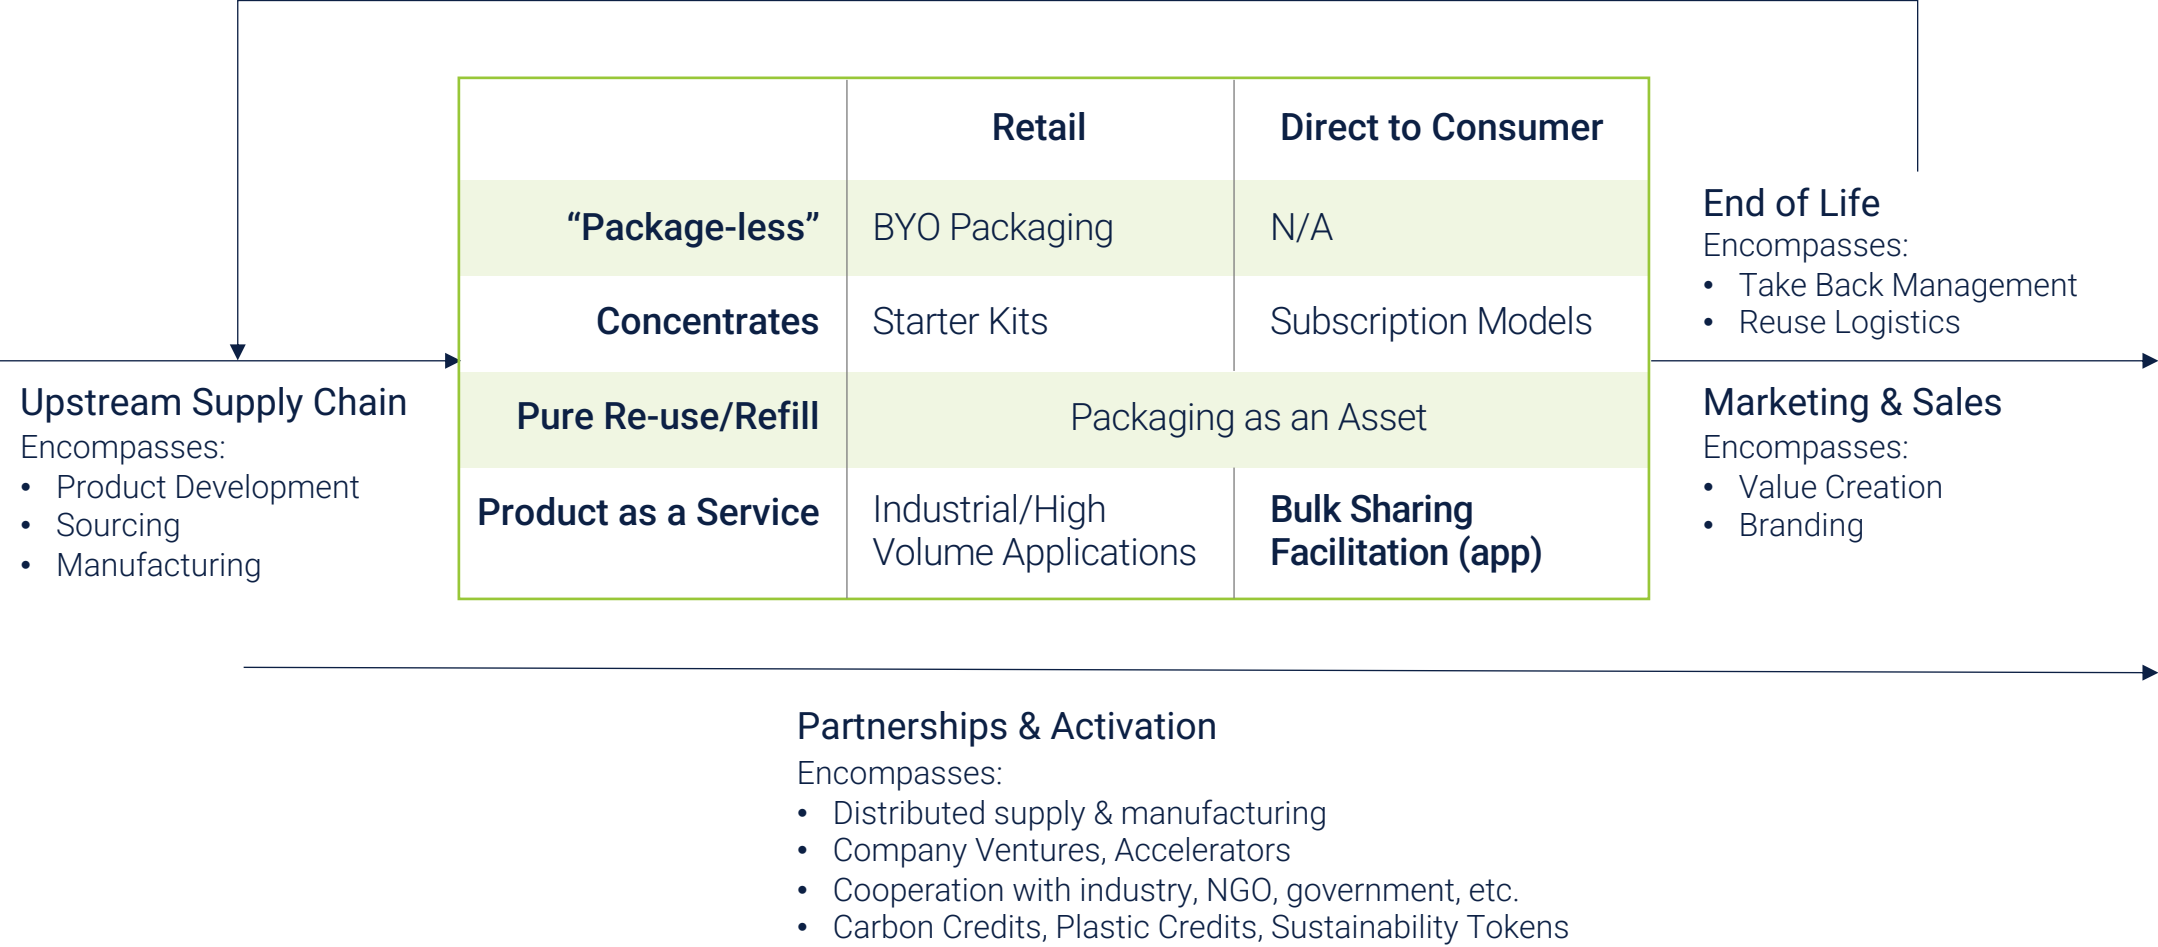 Retail
Direct to Consumer
“Package-less”
BYO Packaging
N/A
Concentrates
Starter Kits
Subscription Models
Pure Re-use/Refill
Packaging as an Asset
Product as a Service
Industrial/High
Volume Applications
Bulk Sharing
Facilitation (app)
Upstream Supply Chain
Encompasses:
• Product Development
• Sourcing
• Manufacturing
End of Life
Encompasses:
• Take Back Management
• Reuse Logistics
Marketing & Sales
Encompasses:
• Value Creation
• Branding
Partnerships & Activation
Encompasses:
• Distributed supply & manufacturing
• Company Ventures, Accelerators
• Cooperation with industry, NGO, government, etc.
• Carbon Credits, Plastic Credits, Sustainability Tokens